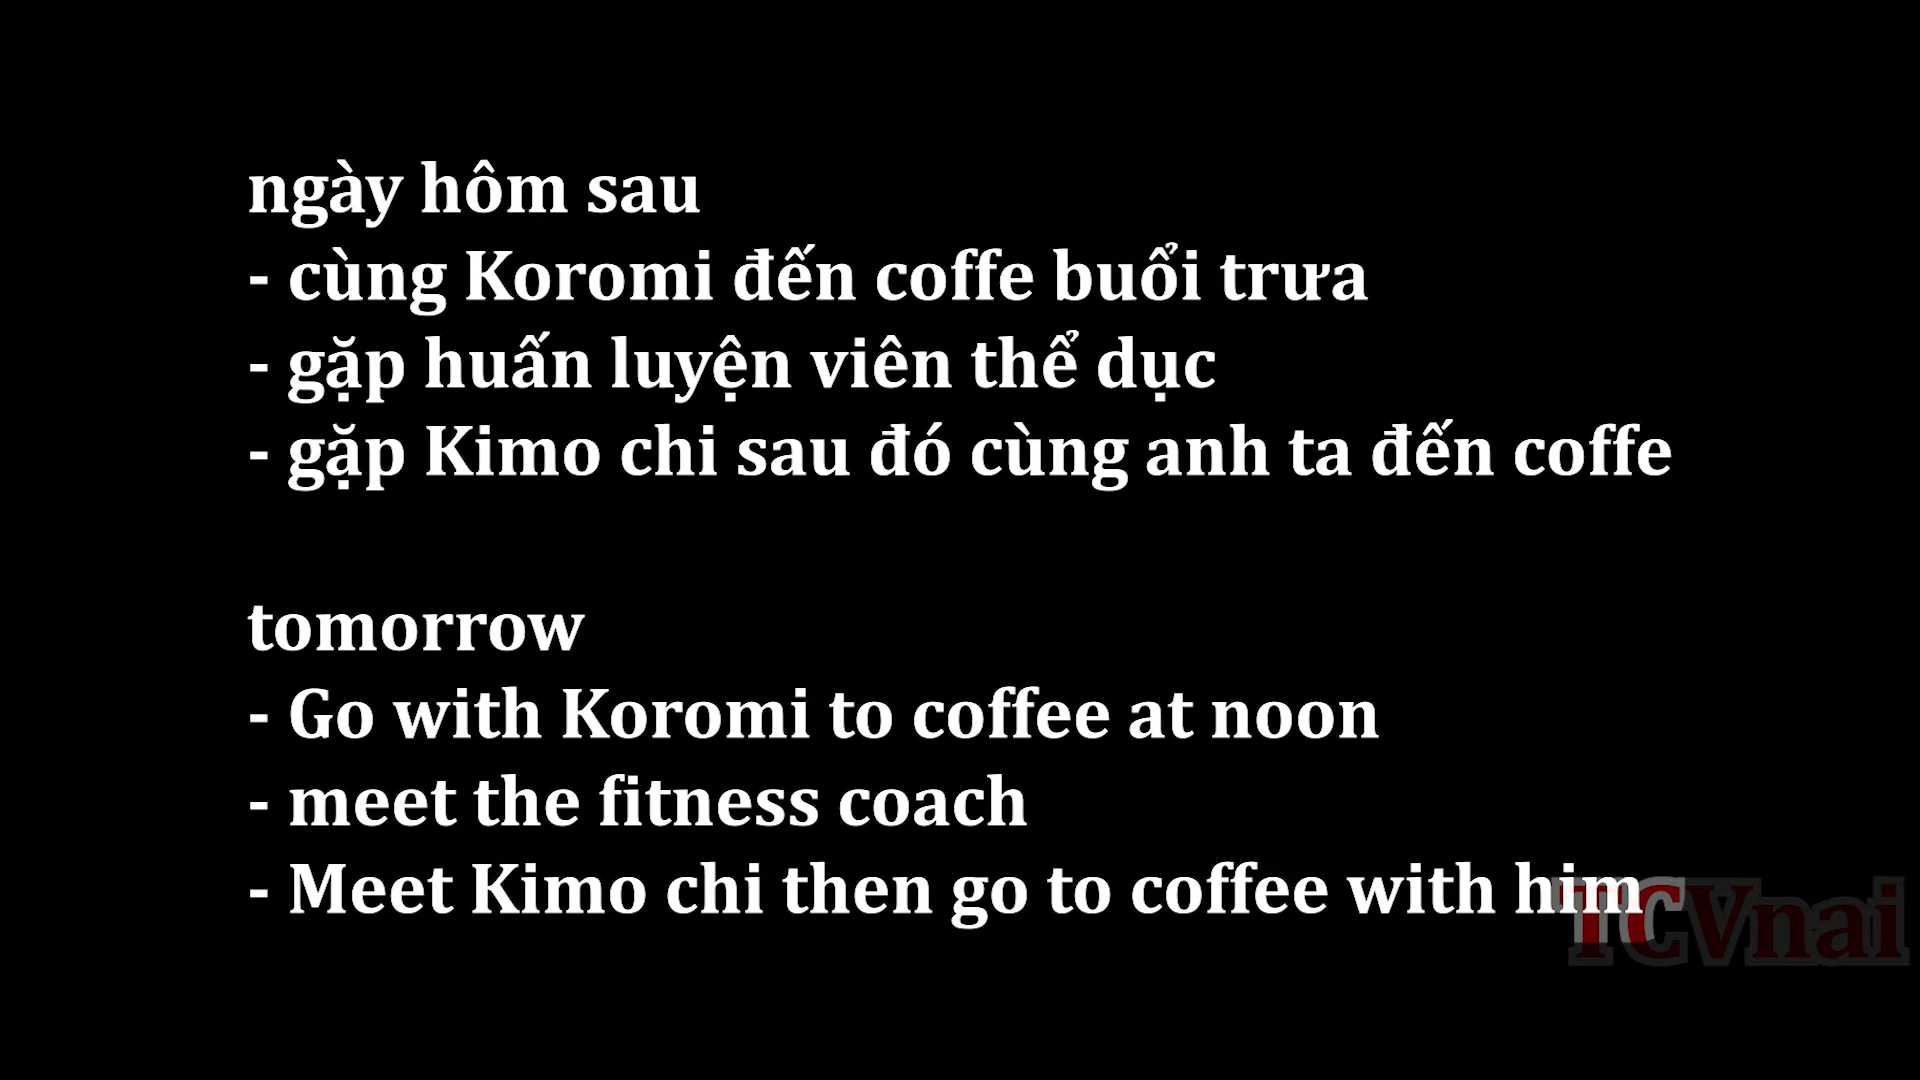 ngày hôm sau
- cùng Koromi đến coffe buổi trưa
- gặp huấn luyện viên thể dục
- gặp Kimo chi sau đó cùng anh ta đến coffe
tomorrow
- Go with Koromi to coffee at noon
- meet the fitness coach
- Meet Kimo chi then go to coffee with him
TCVnai